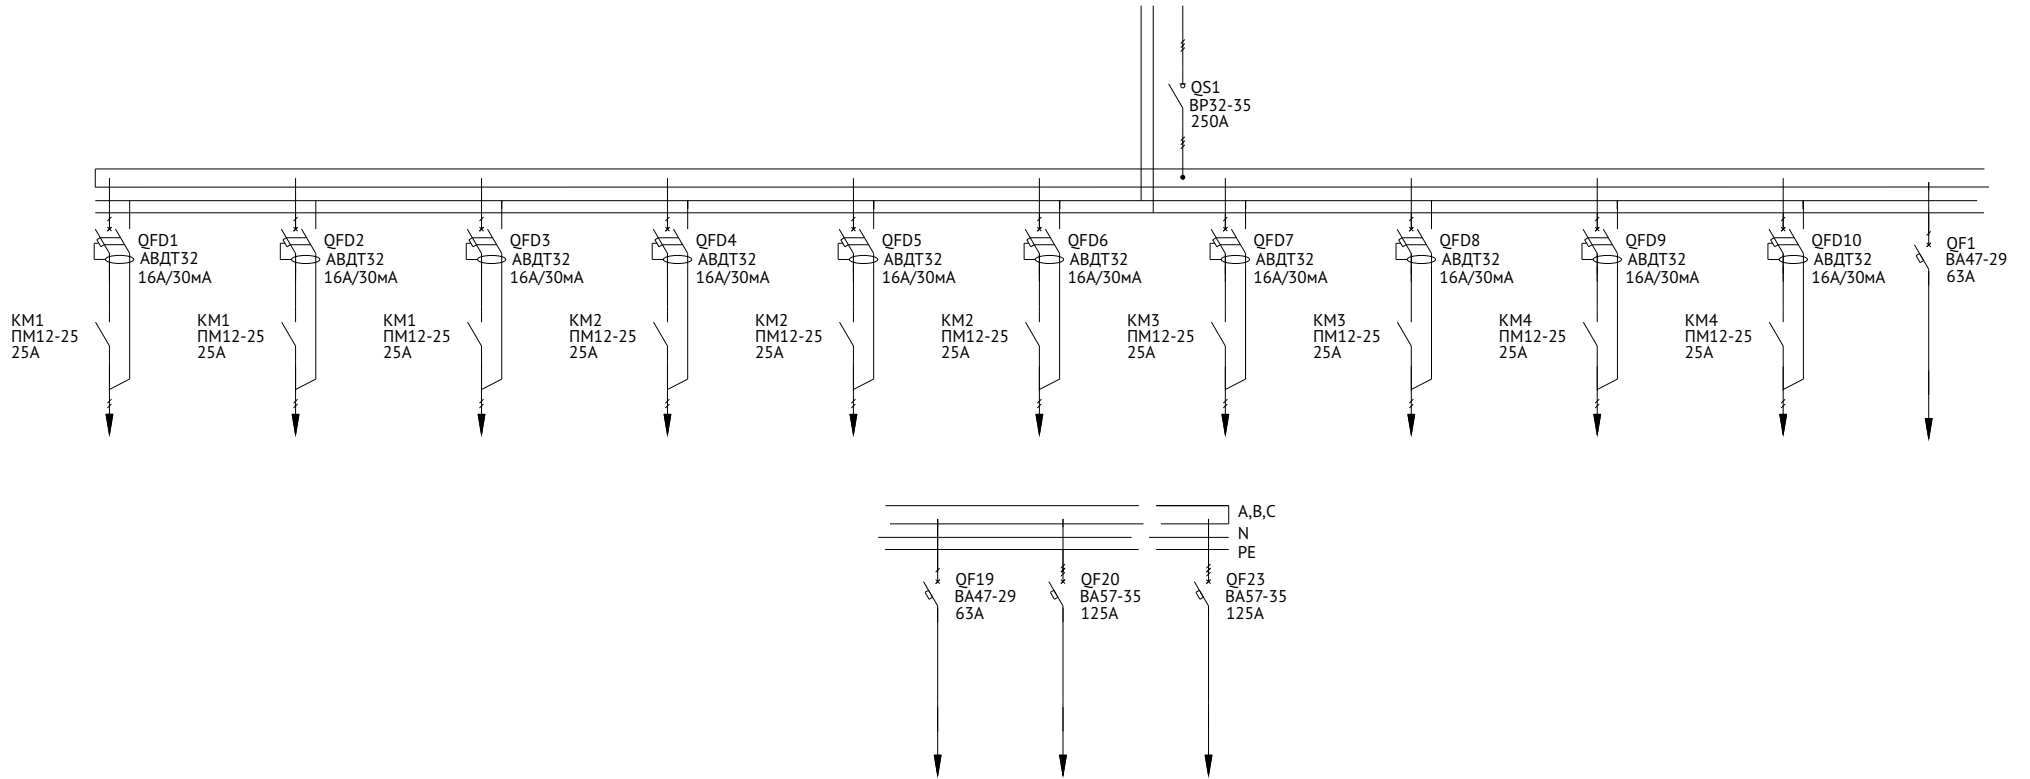 QS1
ВР32-35
250А
QFD1
АВДТ32
16А/30мА
QFD2
АВДТ32
16А/30мА
QFD3
АВДТ32
16А/30мА
QFD4
АВДТ32
16А/30мА
QFD5
АВДТ32
16А/30мА
QFD6
АВДТ32
16А/30мА
QFD7
АВДТ32
16А/30мА
QFD8
АВДТ32
16А/30мА
QFD9
АВДТ32
16А/30мА
QFD10
АВДТ32
16А/30мА
QF1
ВА47-29
63А
КМ1
ПМ12-25
25А
КМ1
ПМ12-25
25А
КМ1
ПМ12-25
25А
КМ2
ПМ12-25
25А
КМ2
ПМ12-25
25А
КМ2
ПМ12-25
25А
КМ3
ПМ12-25
25А
КМ3
ПМ12-25
25А
КМ4
ПМ12-25
25А
КМ4
ПМ12-25
25А
A,B,C
N
PE
QF19
ВА47-29
63А
QF20
ВА57-35
125А
QF23
ВА57-35
125А